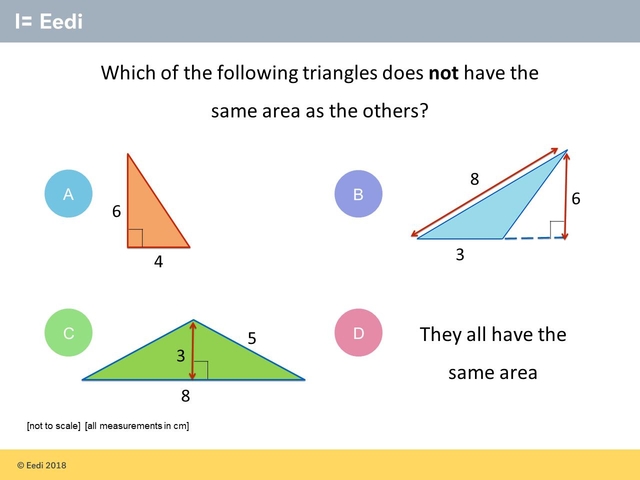 I= Eedi
Which of the following triangles does not have the
same area as the others?
A
6
4
B
8
6
3
C
3
5
8
D
They all have the
same area
[not to scale] [all measurements in cm]
© Eedi 2018